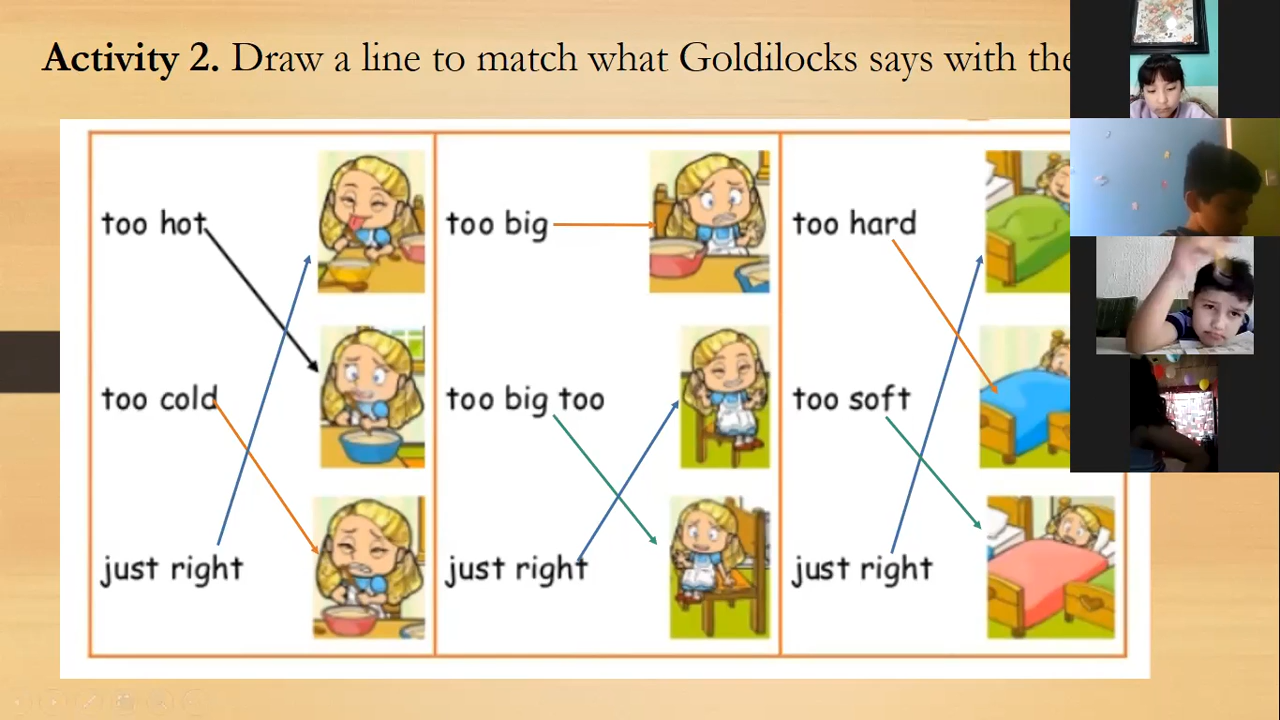 Activity 2. Draw a line to match what Goldilocks says with the
too hot
too cold
just right
too big
too big too
just right
too hard
too soft
just right